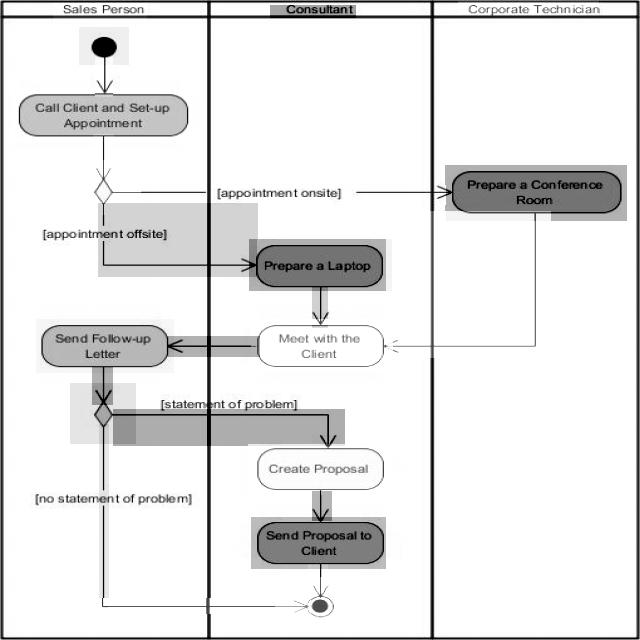 Sales Person
Consultant
Corporate Technician
Call Client and Set-up
Appointment
[appointment onsite]
Prepare a Conference
Room
[appointment offsite]
Prepare a Laptop
Send Follow-up
Letter
Meet with the
Client
[statement of problem]
Create Proposal
[no statement of problem]
Send Proposal to
Client